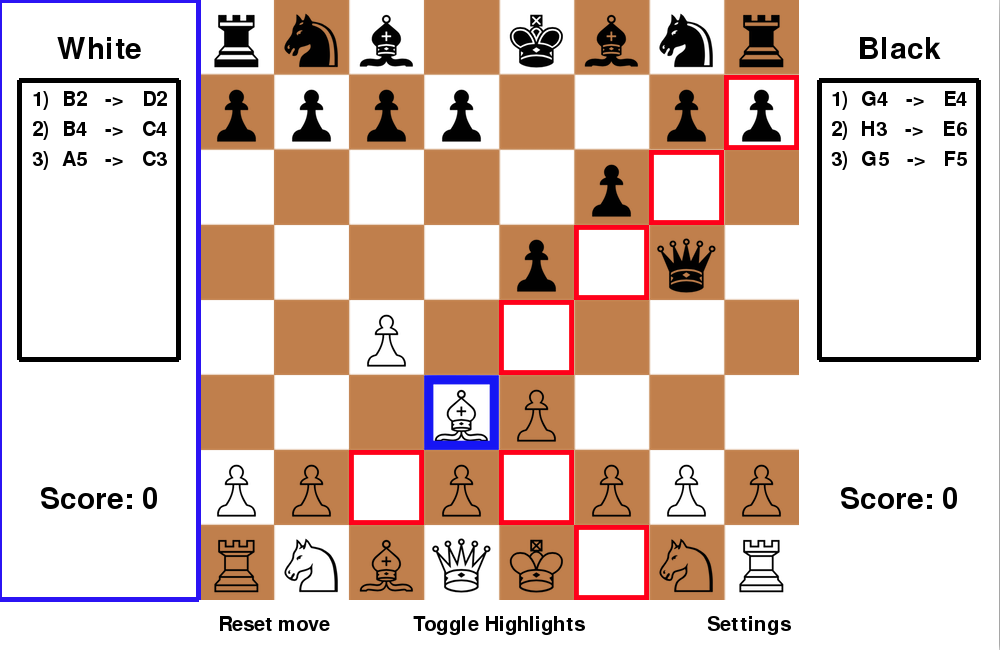 White
1) B2 -> D2
2) B4 -> C4
3) A5 -> C3
Score: 0
Black
1) G4 -> E4
2) H3 -> E6
3) G5 -> F5
Score: 0
Reset move
Toggle Highlights
Settings